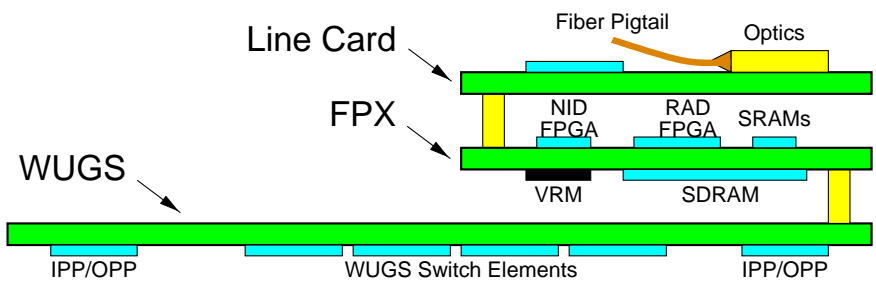 Fiber Pigtail
Optics
Line Card
NID
FPGA
RAD
FPGA
SRAMs
FPX
VRM
SDRAM
WUGS
IPP/OPP
WUGS Switch Elements
IPP/OPP